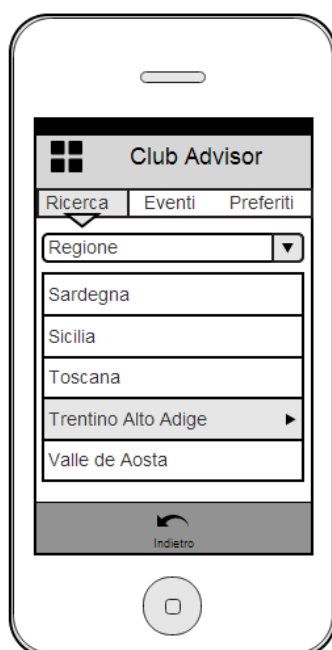 Club Advisor
Ricerca Eventi Preferiti
Regione
Sardegna
Sicilia
Toscana
Trentino Alto Adige
Valle de Aosta
Indietro